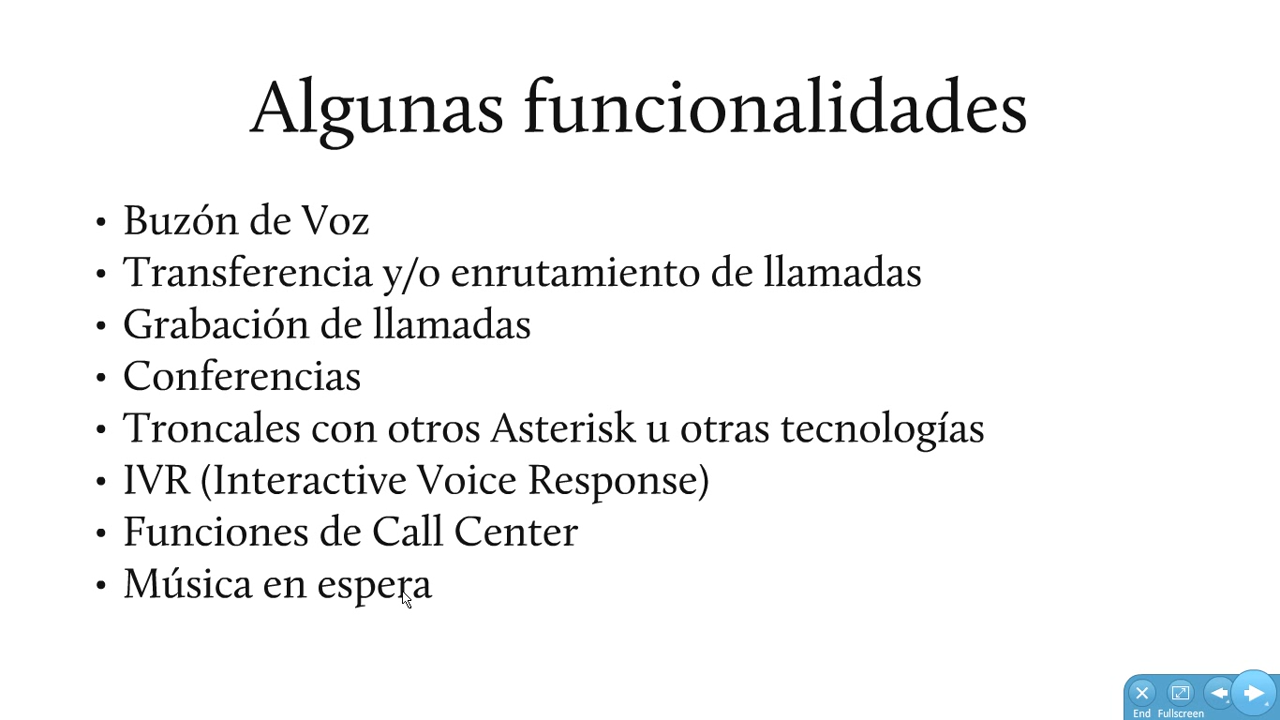 Algunas funcionalidades
• Buzón de Voz
• Transferencia y/o enrutamiento de llamadas
• Grabación de llamadas
• Conferencias
• Troncales con otros Asterisk u otras tecnologías
• IVR (Interactive Voice Response)
• Funciones de Call Center
• Música en espera
End Fullscreen